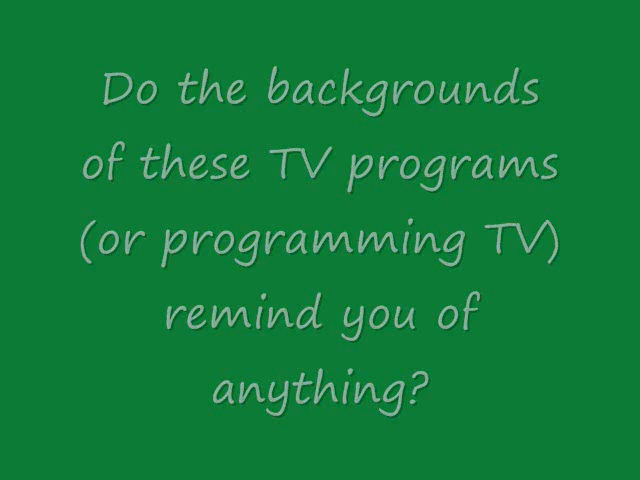 Do the backgrounds
of these TV programs
(or programming TV)
remind you of
anything?